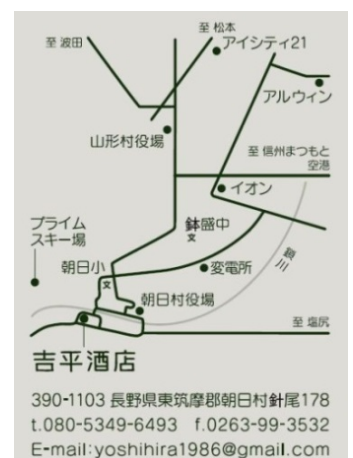 至 松本
至 波田
アイシティ21
アルウィン
山形村役場
至 信州まつもと
空港
イオン
プライム
スキー場
鉢盛中
文
朝日小
文
変電所
鎖川
朝日村役場
至 塩尻
吉平酒店
390-1103 長野県東筑摩郡朝日村針尾178
t.080-5349-6493 f.0263-99-3532
E-mail:yoshihira1986@gmail.com